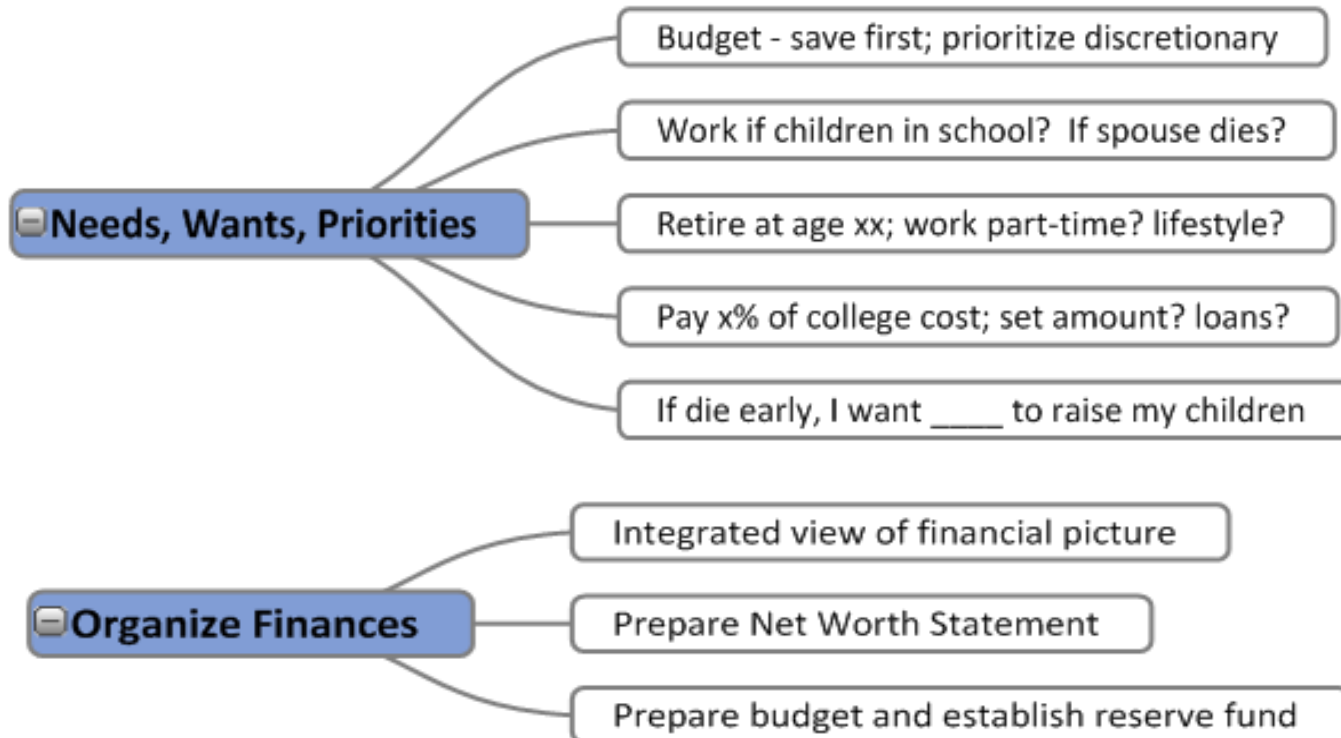 Budget - save first; prioritize discretionary
Work if children in school?  If spouse dies?
Needs, Wants, Priorities
Retire at age xx; work part-time? lifestyle?
Pay x% of college cost; set amount? loans?
If die early, I want ____ to raise my children
Integrated view of financial picture
Organize Finances
Prepare Net Worth Statement
Prepare budget and establish reserve fund